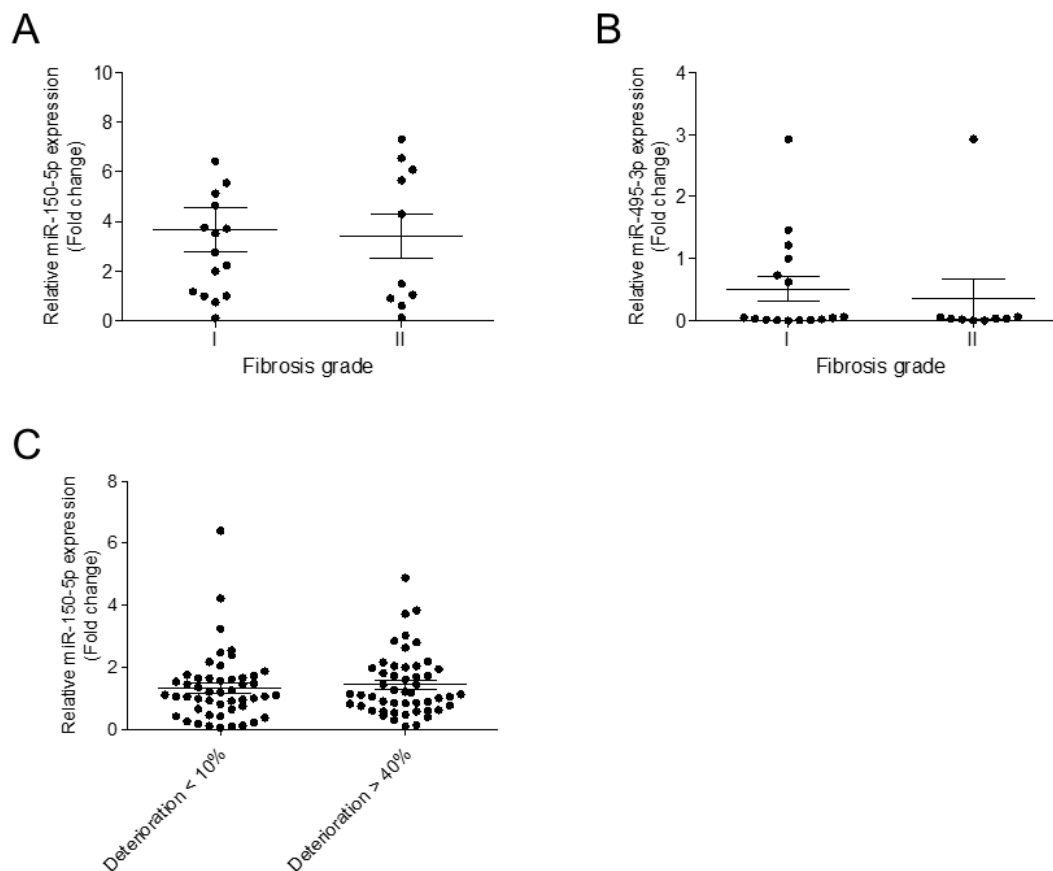 A
Relative miR-150-5p expression
(Fold change)
10
8
6
4
2
0
I
II
Fibrosis grade
B
Relative miR-495-3p expression
(Fold change)
4
3
2
1
0
I
II
Fibrosis grade
C
Relative miR-150-5p expression
(Fold change)
8
6
4
2
0
Deterioration < 10%
Deterioration > 40%